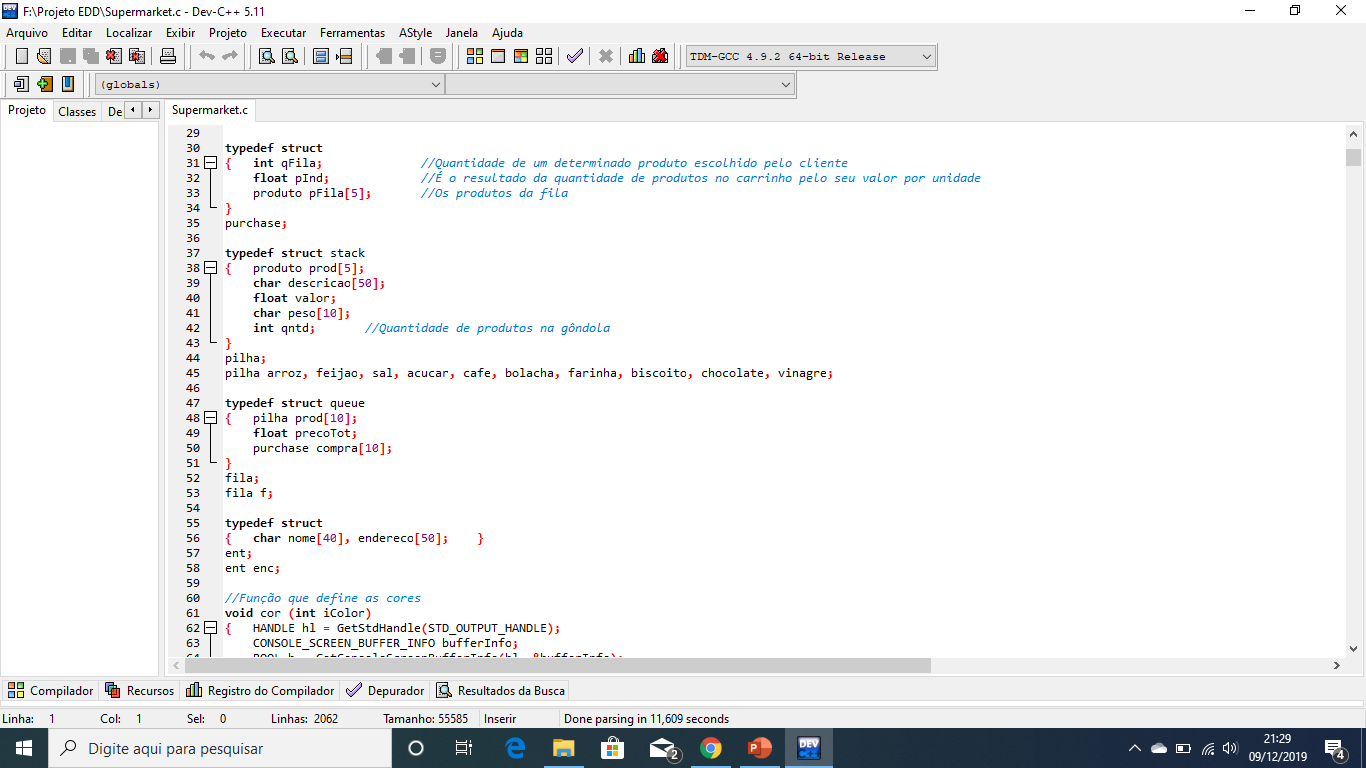 F:\Projeto EDD\Supermarket.c - Dev-C++ 5.11
Arquivo Editar Localizar Exibir Projeto Executar Ferramentas AStyle Janela Ajuda
TDM-GCC 4.9.2 64-bit Release
(globals)
Projeto Classes De Supermarket.c
29
30 typedef struct
31 { int qFila; //Quantidade de um determinado produto escolhido pelo cliente
32 float pInd; //É o resultado da quantidade de produtos no carrinho pelo seu valor por unidade
33 produto pFila[5]; //Os produtos da fila
34 }
35 purchase;
36
37 typedef struct stack
38 { produto prod[5];
39 char descricao[50];
40 float valor;
41 char peso[10];
42 int qntd; //Quantidade de produtos na gôndola
43 }
44 pilha;
45 pilha arroz, feijao, sal, acucar, cafe, bolacha, farinha, biscoito, chocolate, vinagre;
46
47 typedef struct queue
48 { pilha prod[10];
49 float precoTot;
50 purchase compra[10];
51 }
52 fila;
53 fila f;
54
55 typedef struct
56 { char nome[40], endereco[50]; }
57 ent;
58 ent enc;
59
60 //Função que define as cores
61 void cor (int iColor)
62 { HANDLE hl = GetStdHandle(STD_OUTPUT_HANDLE);
63 CONSOLE_SCREEN_BUFFER_INFO bufferInfo;
64 BOOL b = GetConsoleScreenBufferInfo(hl, &bufferInfo);
Compilador Recursos Registro do Compilador Depurador Resultados da Busca
Linha: 1 Col: 1 Sel: 0 Linhas: 2062 Tamanho: 55585 Inserir Done parsing in 11,609 seconds
Digite aqui para pesquisar
2
DEV
21:29
09/12/2019
4